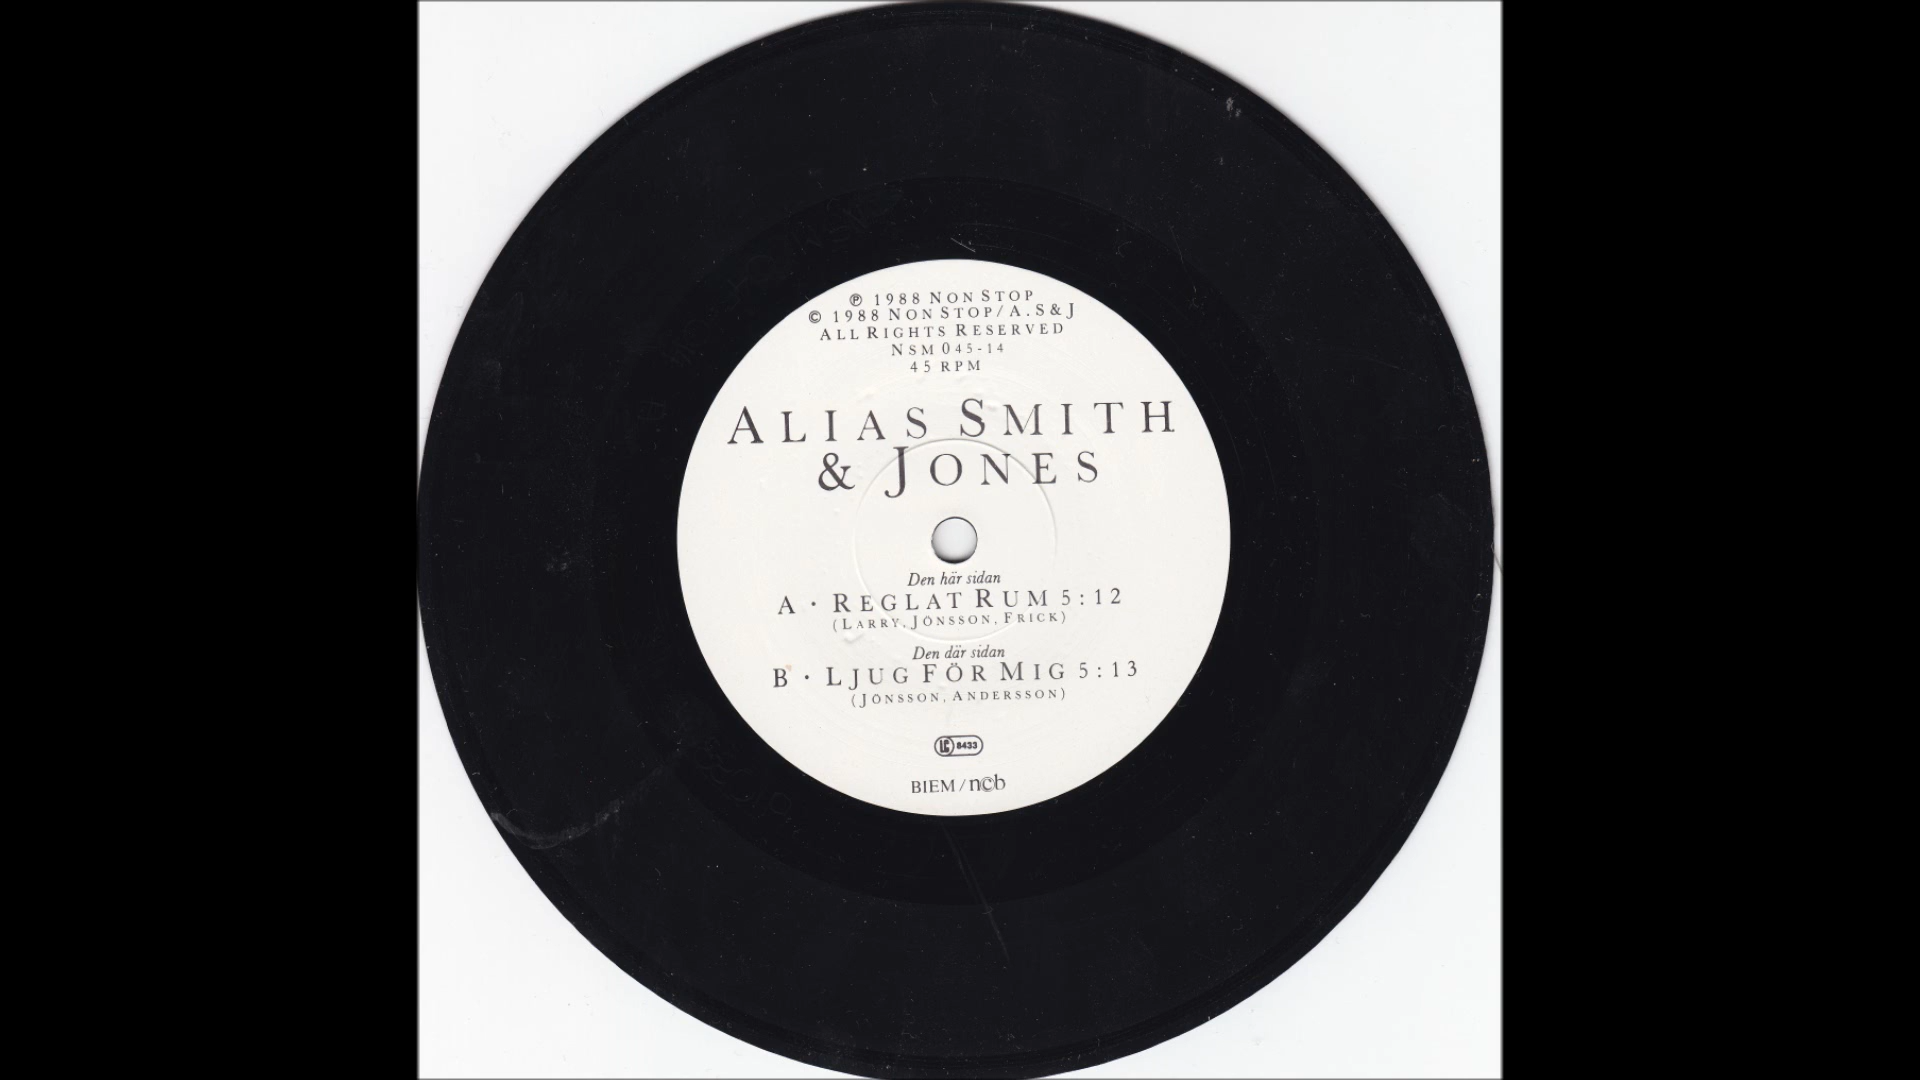 ℗ 1988 NON STOP
© 1988 NON STOP/A.S&J
ALL RIGHTS RESERVED
NSM 045-14
45 RPM
ALIAS SMITH
& JONES
Den här sidan
A · REGLAT RUM 5:12
(LARRY, JÖNSSON, FRICK)
Den där sidan
B · LJUG FÖR MIG 5:13
(JÖNSSON, ANDERSSON)
LC 8433
BIEM/n©b